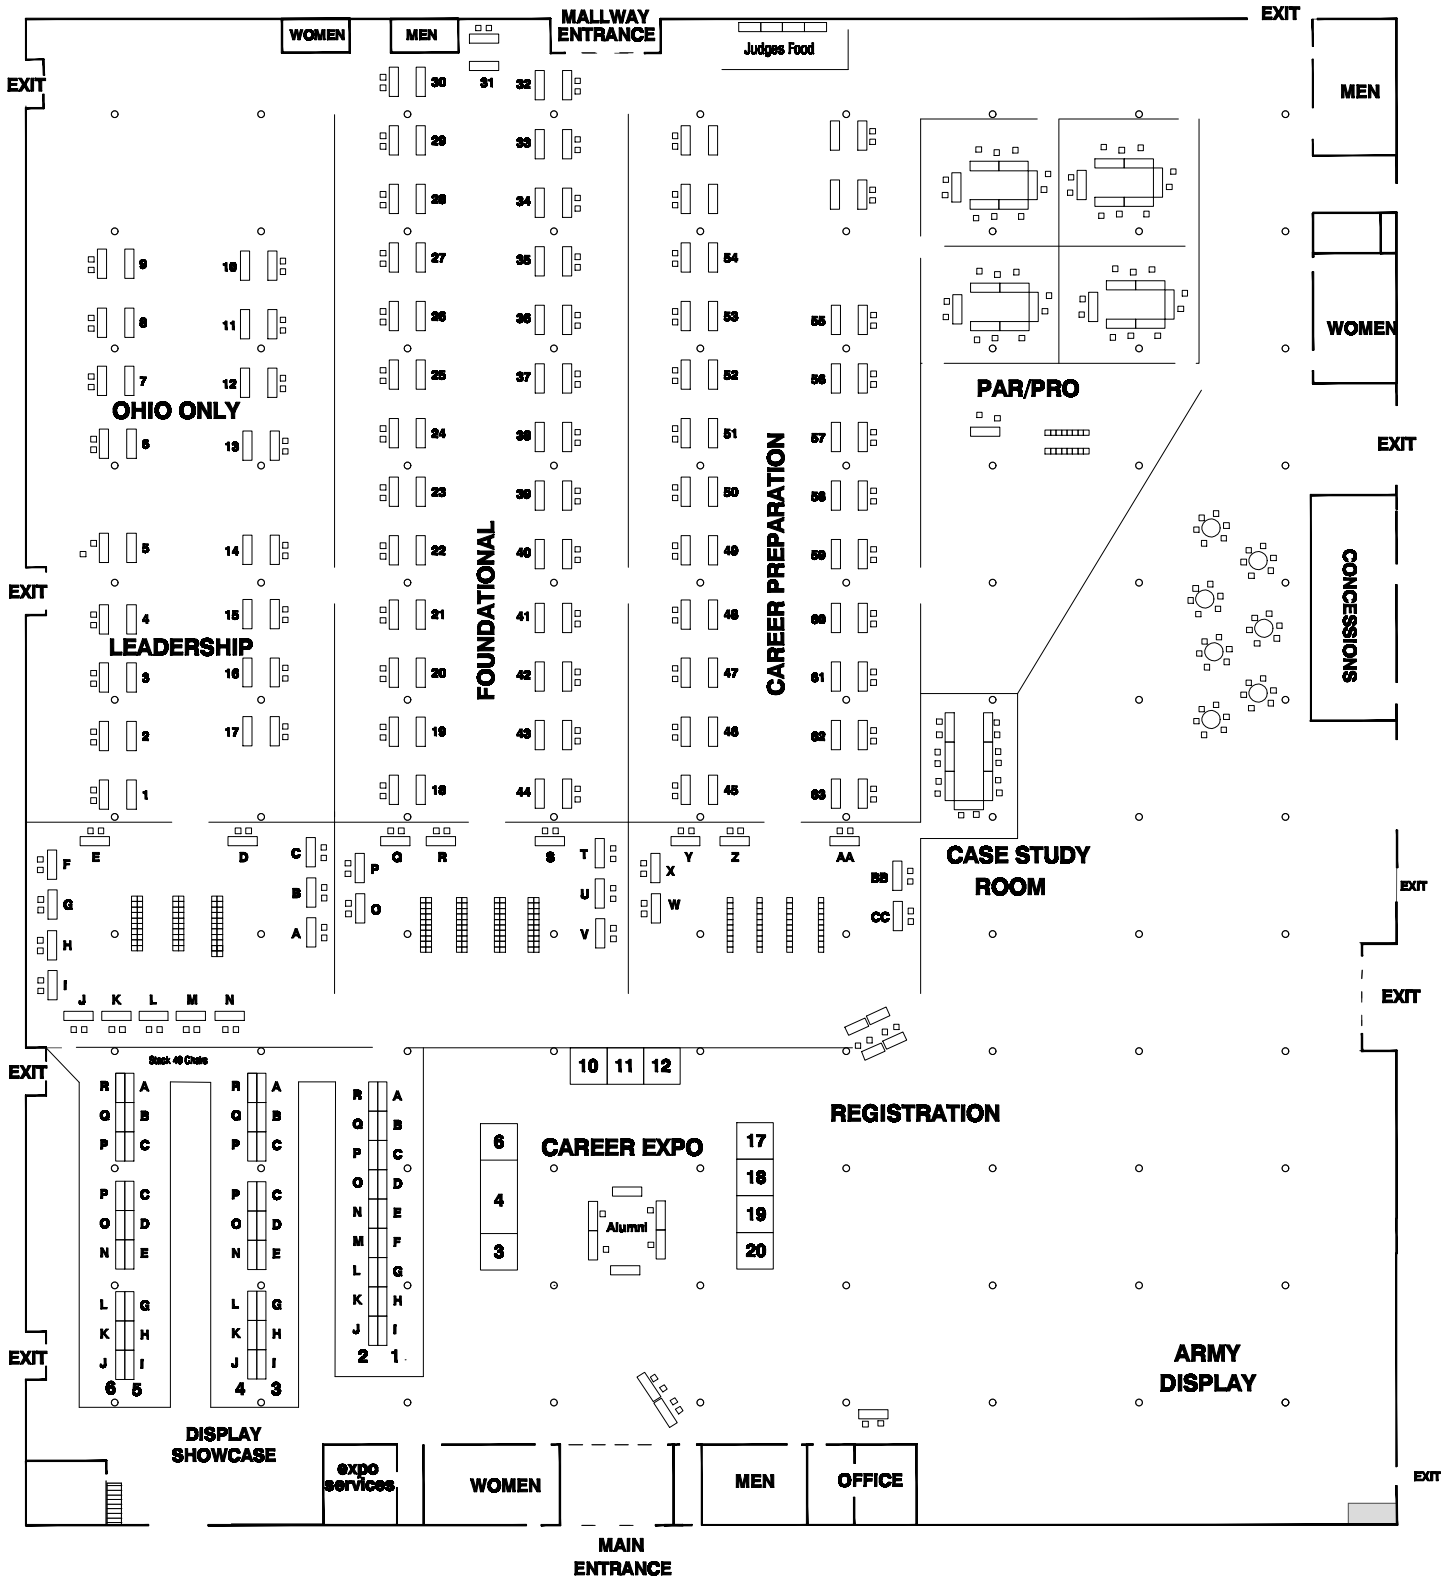 MALLWAY
ENTRANCE
EXIT
WOMEN
MEN
Judges Food
EXIT
MEN
30
31
32
29
33
28
34
9
10
27
35
54
8
11
26
36
53
55
WOMEN
7
12
25
37
52
56
PAR/PRO
OHIO ONLY
6
13
24
38
51
57
EXIT
23
39
50
58
5
14
22
40
49
59
FOUNDATIONAL
CAREER PREPARATION
CONCESSIONS
EXIT
4
15
21
41
48
60
LEADERSHIP
3
16
20
42
47
61
2
17
19
43
46
62
1
18
44
45
63
E
D
C
Q
R
S
T
Y
Z
AA
CASE STUDY
ROOM
F
P
X
BB
EXIT
G
B
O
U
W
CC
H
A
V
I
EXIT
J
K
L
M
N
Stack 40 Chairs
EXIT
10
11
12
R
A
R
A
R
A
Q
B
Q
B
Q
B
P
C
P
C
P
C
REGISTRATION
6
CAREER EXPO
17
18
P
C
P
C
O
D
4
19
O
D
O
D
N
E
Alumni
N
E
N
E
M
F
3
20
L
G
L
G
L
G
K
H
K
H
K
H
J
I
J
I
J
I
6
5
4
3
2
1
EXIT
ARMY
DISPLAY
DISPLAY
SHOWCASE
expo
services
WOMEN
MEN
OFFICE
EXIT
MAIN
ENTRANCE